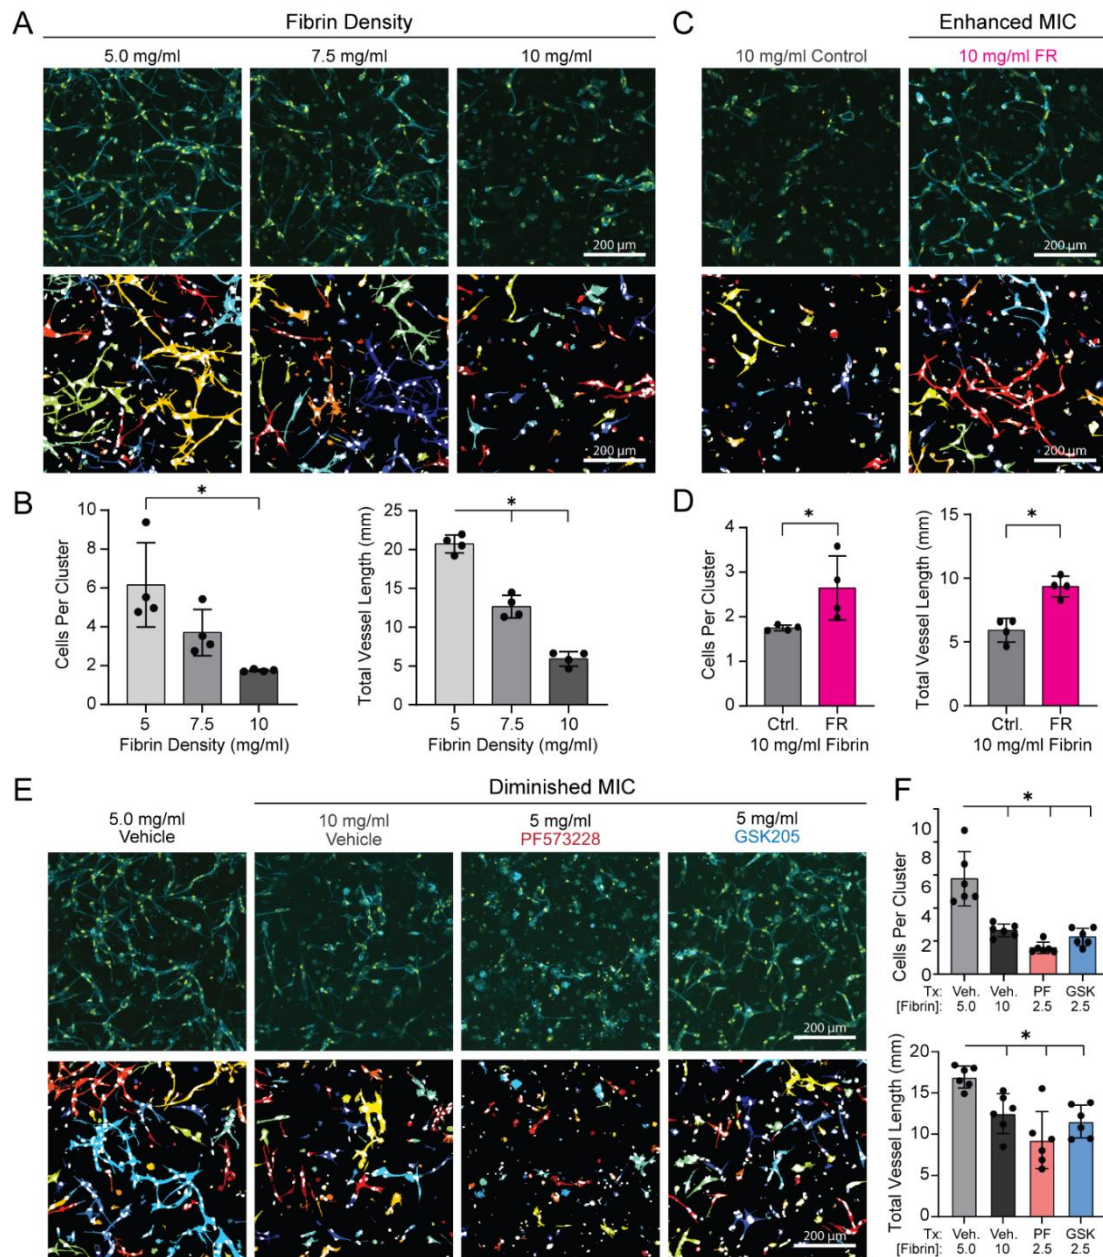 A
Fibrin Density
5.0 mg/ml
7.5 mg/ml
10 mg/ml
200 µm
200 µm
C
Enhanced MIC
10 mg/ml Control
10 mg/ml FR
200 µm
200 µm
B
Cells Per Cluster
10
8
6
4
2
0
*
5
7.5
10
Fibrin Density (mg/ml)
Total Vessel Length (mm)
25
20
15
10
5
0
*
5
7.5
10
Fibrin Density (mg/ml)
D
Cells Per Cluster
4
3
2
1
0
*
Ctrl.
FR
10 mg/ml Fibrin
Total Vessel Length (mm)
15
10
5
0
*
Ctrl.
FR
10 mg/ml Fibrin
E
Diminished MIC
5.0 mg/ml
Vehicle
10 mg/ml
Vehicle
5 mg/ml
PF573228
5 mg/ml
GSK205
200 µm
200 µm
F
Cells Per Cluster
10
8
6
4
2
0
*
Tx: Veh. Veh. PF GSK
[Fibrin]: 5.0 10 2.5 2.5
Total Vessel Length (mm)
20
15
10
5
0
*
Tx: Veh. Veh. PF GSK
[Fibrin]: 5.0 10 2.5 2.5